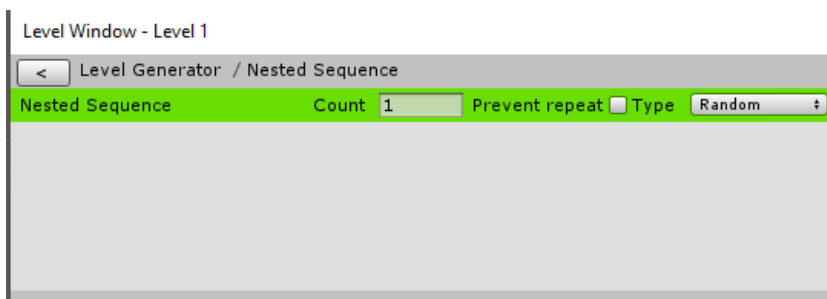 Level Window - Level 1
< Level Generator / Nested Sequence
Nested Sequence Count 1 Prevent repeat Type Random